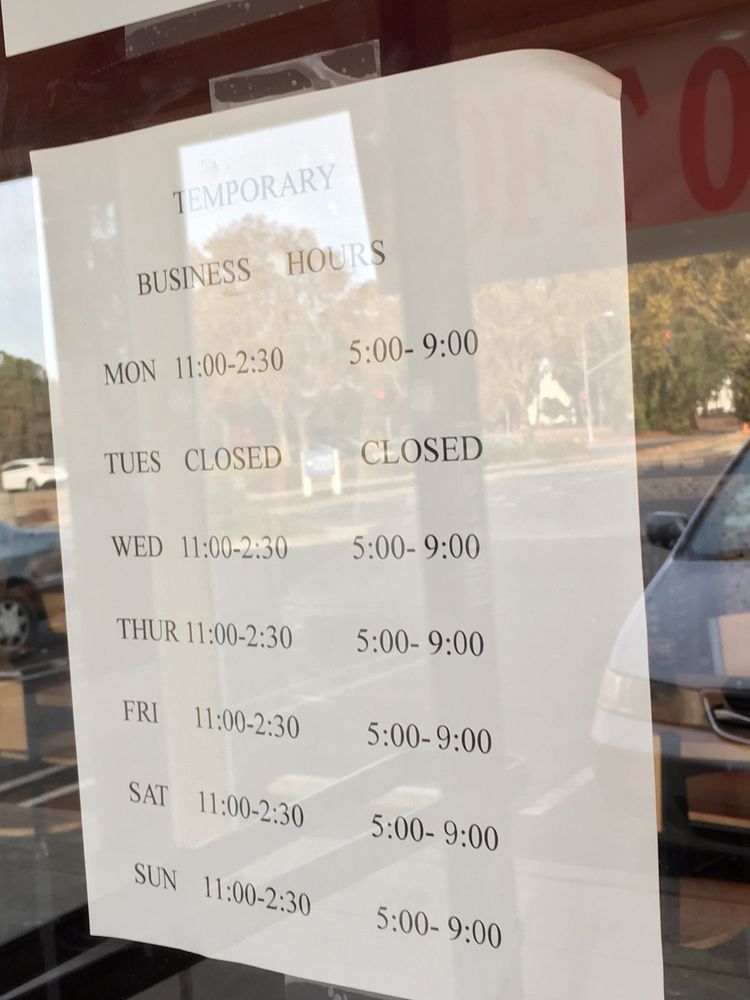 TEMPORARY
BUSINESS HOURS
MON 11:00-2:30 5:00- 9:00
TUES CLOSED CLOSED
WED 11:00-2:30 5:00- 9:00
THUR 11:00-2:30 5:00- 9:00
FRI 11:00-2:30 5:00- 9:00
SAT 11:00-2:30 5:00- 9:00
SUN 11:00-2:30 5:00- 9:00